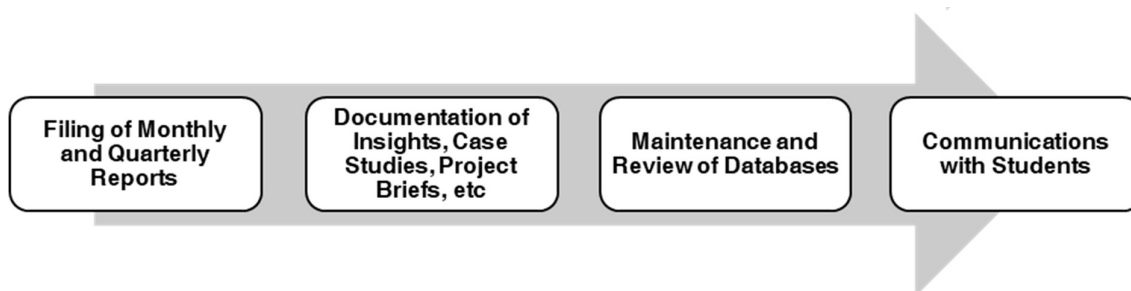 Filing of Monthly
and Quarterly
Reports
Documentation of
Insights, Case
Studies, Project
Briefs, etc
Maintenance and
Review of Databases
Communications
with Students